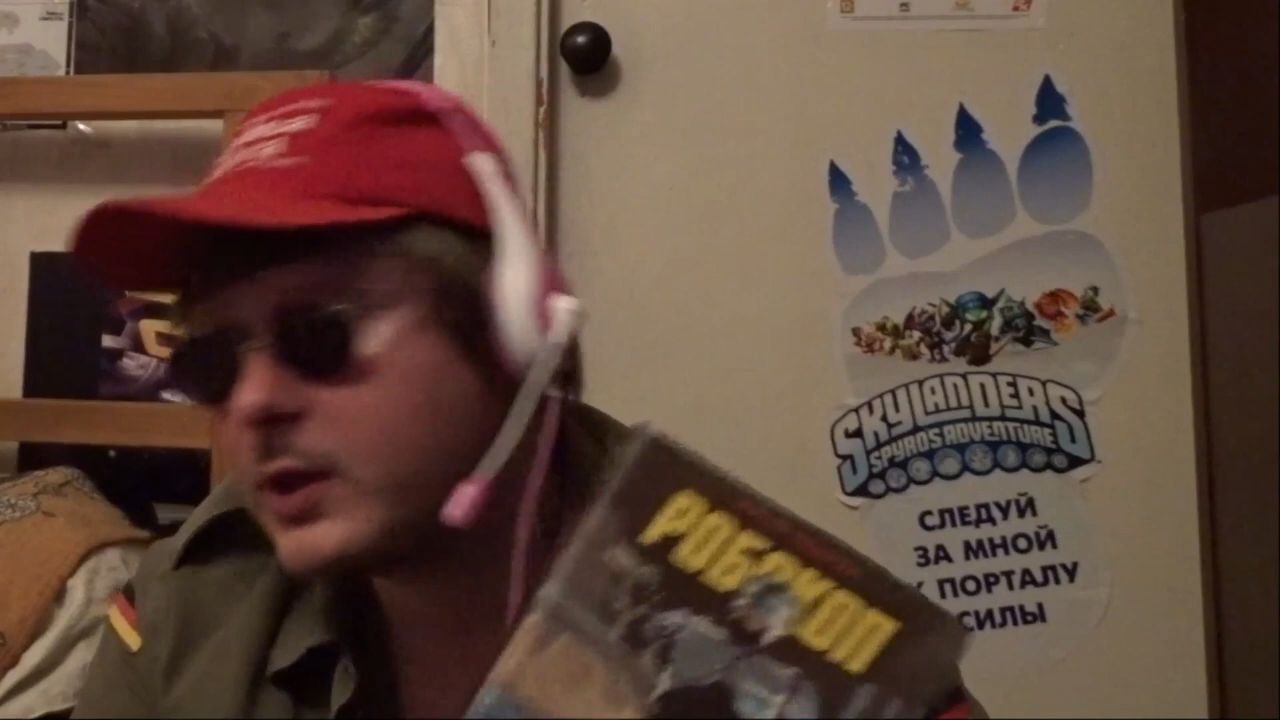 РОБОКОП
SKYLANDERS
SPYRO'S ADVENTURE
СЛЕДУЙ
ЗА МНОЙ
К ПОРТАЛУ
СИЛЫ